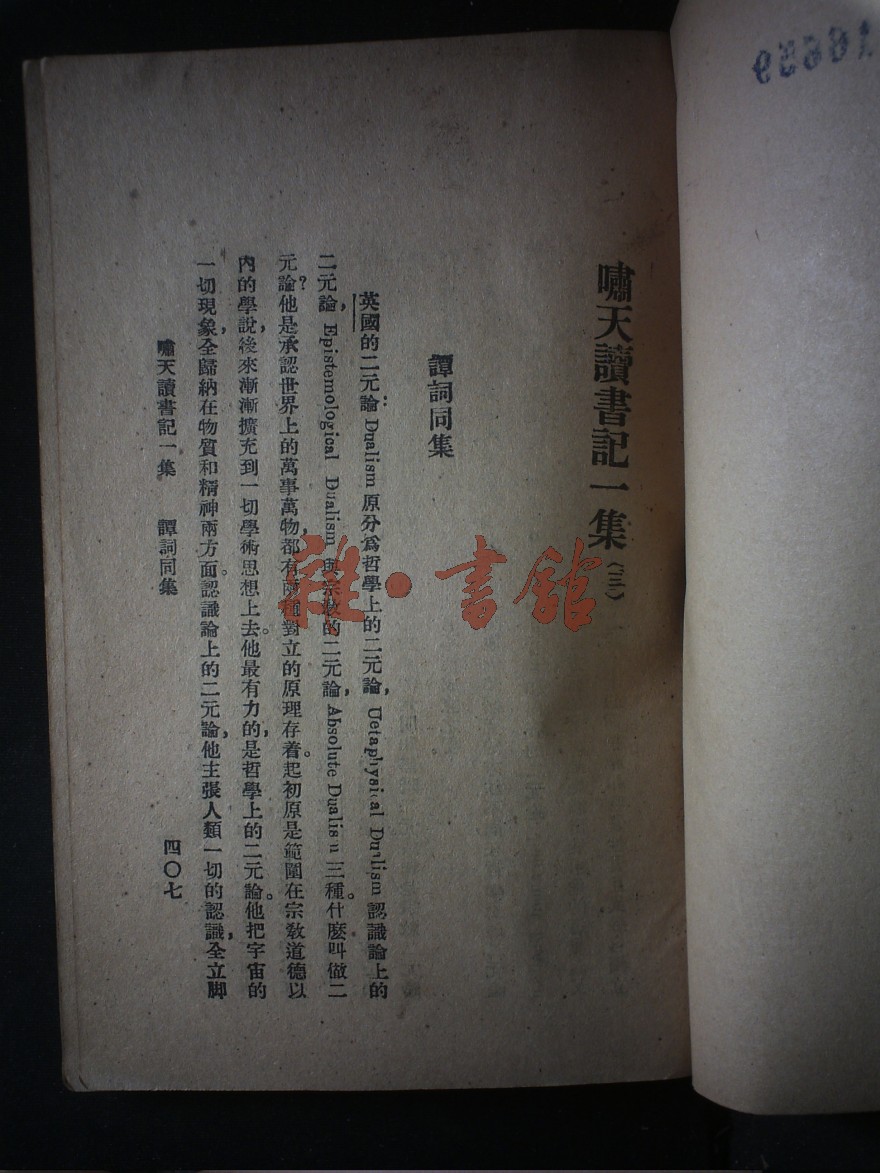 嘯天讀書記一集(三)
譚詞同集
英國的二元論:Dualism 原分爲哲學上的二元論,Uetaphysical Dualism 認識論上的
二元論,Epistemological Dualism 與宗教的二元論,Absolute Dualism 三種。什麽叫做二
元論?他是承認世界上的萬事萬物,都有兩種對立的原理存着。起初原是範圍在宗敎道德以
內的學說,後來漸漸擴充到一切學術思想上去。他最有力的,是哲學上的二元論。他把宇宙的
一切現象,全歸納在物質和精神兩方面。認識論上的二元論,他主張人類一切的認識,全立脚
嘯天讀書記一集 譚詞同集 四〇七
雜·書館